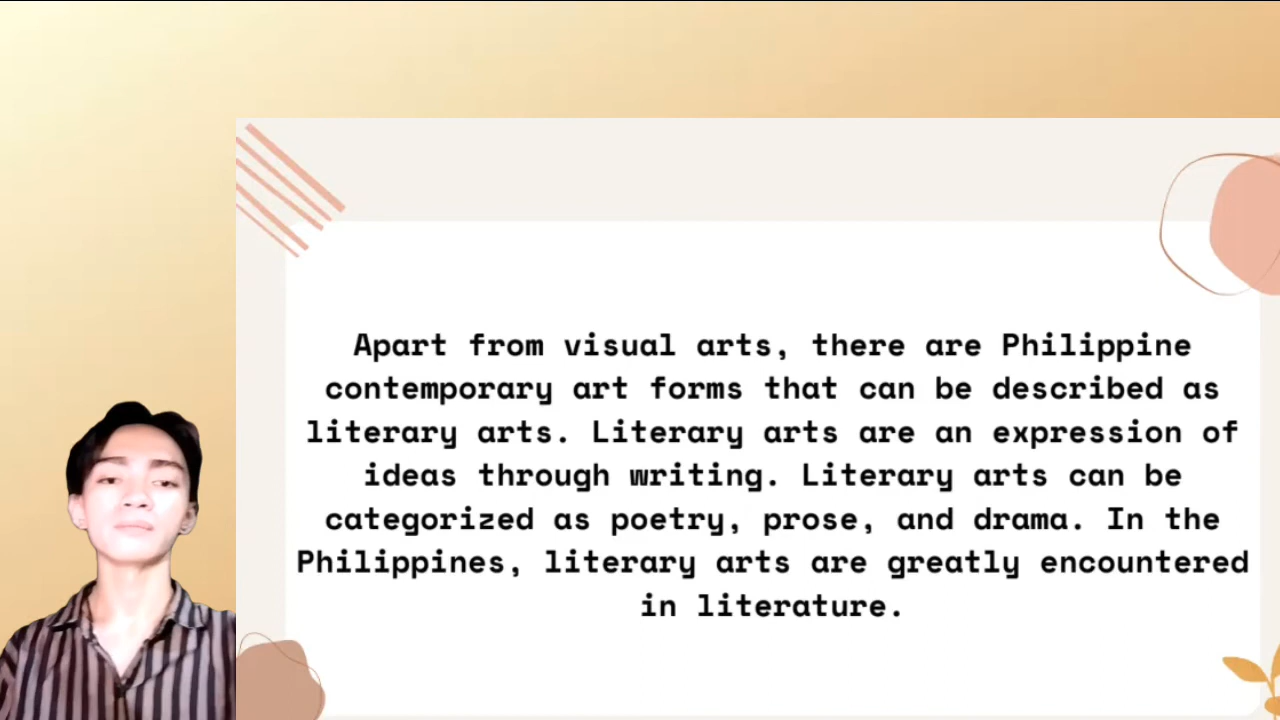 Apart from visual arts, there are Philippine
contemporary art forms that can be described as
literary arts. Literary arts are an expression of
ideas through writing. Literary arts can be
categorized as poetry, prose, and drama. In the
Philippines, literary arts are greatly encountered
in literature.